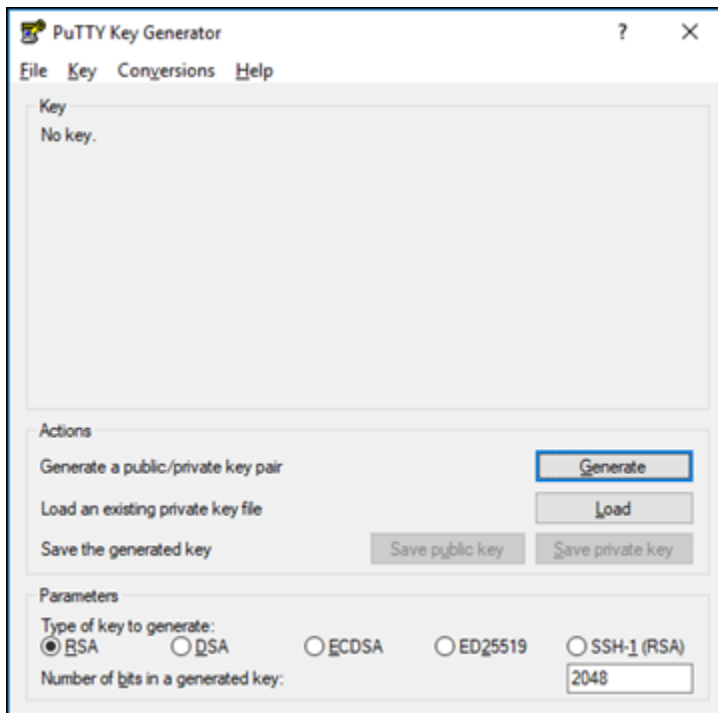 PuTTY Key Generator ? ×
File Key Conversions Help
Key
No key.
Actions
Generate a public/private key pair Generate
Load an existing private key file Load
Save the generated key Save public key Save private key
Parameters
Type of key to generate:
RSA DSA ECDSA ED25519 SSH-1 (RSA)
Number of bits in a generated key: 2048